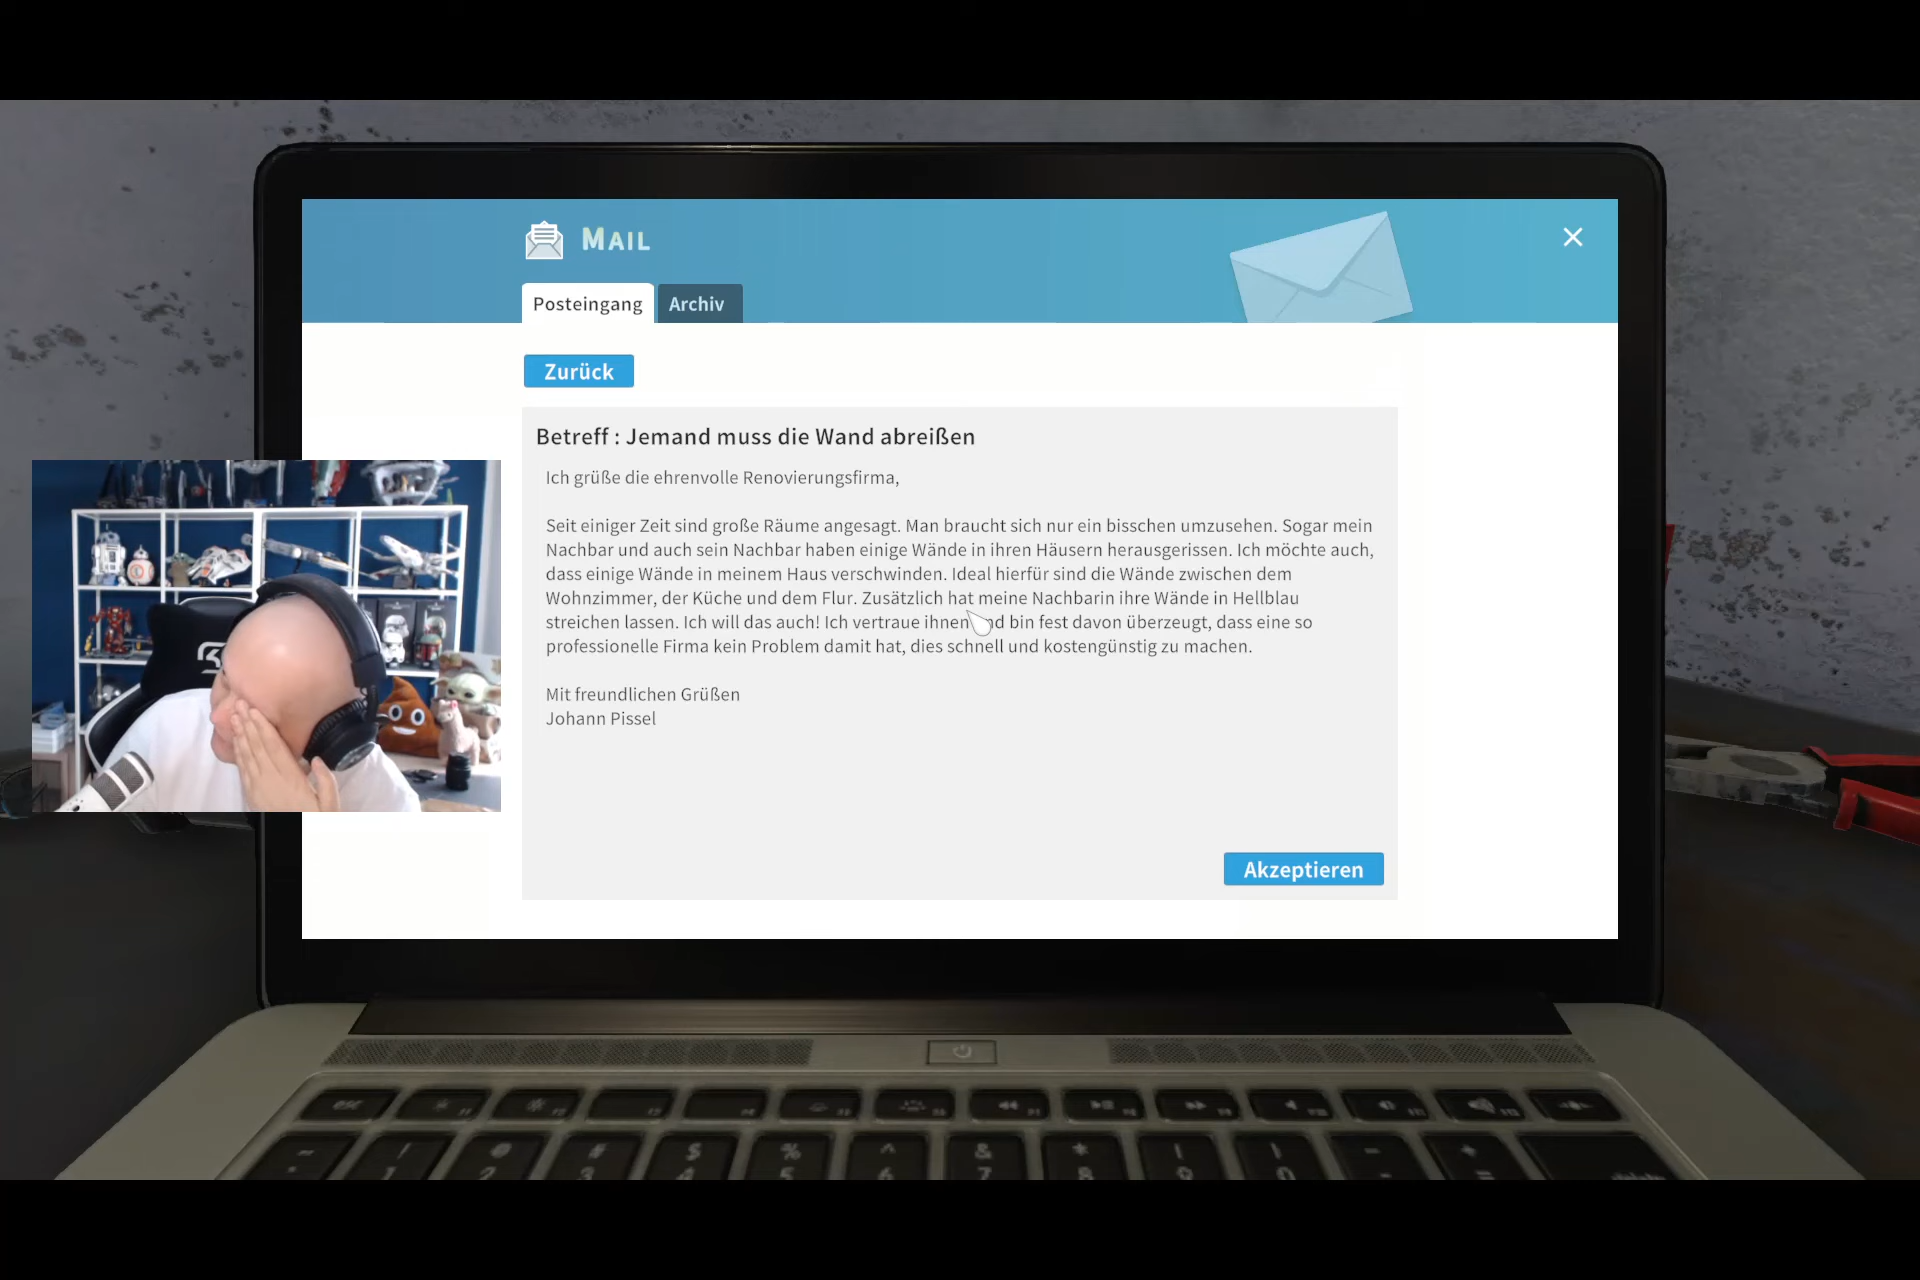 MAIL
Posteingang
Archiv
Zurück
Betreff : Jemand muss die Wand abreißen
Ich grüße die ehrenvolle Renovierungsfirma,
Seit einiger Zeit sind große Räume angesagt. Man braucht sich nur ein bisschen umzusehen. Sogar mein
Nachbar und auch sein Nachbar haben einige Wände in ihren Häusern herausgerissen. Ich möchte auch,
dass einige Wände in meinem Haus verschwinden. Ideal hierfür sind die Wände zwischen dem
Wohnzimmer, der Küche und dem Flur. Zusätzlich hat meine Nachbarin ihre Wände in Hellblau
streichen lassen. Ich will das auch! Ich vertraue ihnen und bin fest davon überzeugt, dass eine so
professionelle Firma kein Problem damit hat, dies schnell und kostengünstig zu machen.
Mit freundlichen Grüßen
Johann Pissel
Akzeptieren
esc